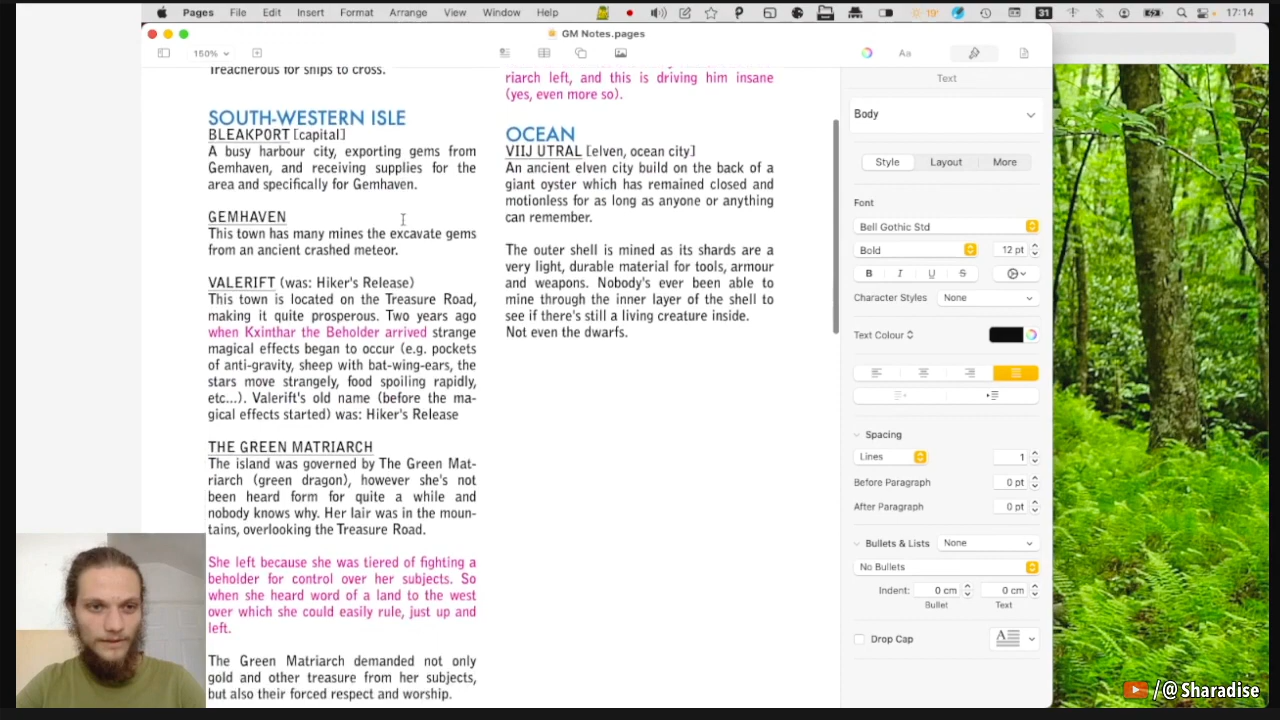 Pages File Edit Insert Format Arrange View Window Help 31 17:14
GM Notes.pages
150%
Treacherous for ships to cross.
SOUTH-WESTERN ISLE
BLEAKPORT [capital]
A busy harbour city, exporting gems from
Gemhaven, and receiving supplies for the
area and specifically for Gemhaven.
GEMHAVEN
This town has many mines the excavate gems
from an ancient crashed meteor.
VALERIFT (was: Hiker's Release)
This town is located on the Treasure Road,
making it quite prosperous. Two years ago
when Kxinthar the Beholder arrived strange
magical effects began to occur (e.g. pockets
of anti-gravity, sheep with bat-wing-ears, the
stars move strangely, food spoiling rapidly,
etc...). Valerift's old name (before the ma-
gical effects started) was: Hiker's Release
THE GREEN MATRIARCH
The island was governed by The Green Mat-
riarch (green dragon), however she's not
been heard form for quite a while and
nobody knows why. Her lair was in the moun-
tains, overlooking the Treasure Road.
She left because she was tiered of fighting a
beholder for control over her subjects. So
when she heard word of a land to the west
over which she could easily rule, just up and
left.
The Green Matriarch demanded not only
gold and other treasure from her subjects,
but also their forced respect and worship.
riarch left, and this is driving him insane
(yes, even more so).
OCEAN
VIIJ UTRAL [elven, ocean city]
An ancient elven city build on the back of a
giant oyster which has remained closed and
motionless for as long as anyone or anything
can remember.
The outer shell is mined as its shards are a
very light, durable material for tools, armour
and weapons. Nobody's ever been able to
mine through the inner layer of the shell to
see if there's still a living creature inside.
Not even the dwarfs.
Text
Body
Style Layout More
Font
Bell Gothic Std
Bold 12 pt
B I U S
Character Styles None
Text Colour
Spacing
Lines 1
Before Paragraph 0 pt
After Paragraph 0 pt
Bullets & Lists None
No Bullets
Indent: 0 cm 0 cm
Bullet Text
Drop Cap
/@Sharadise